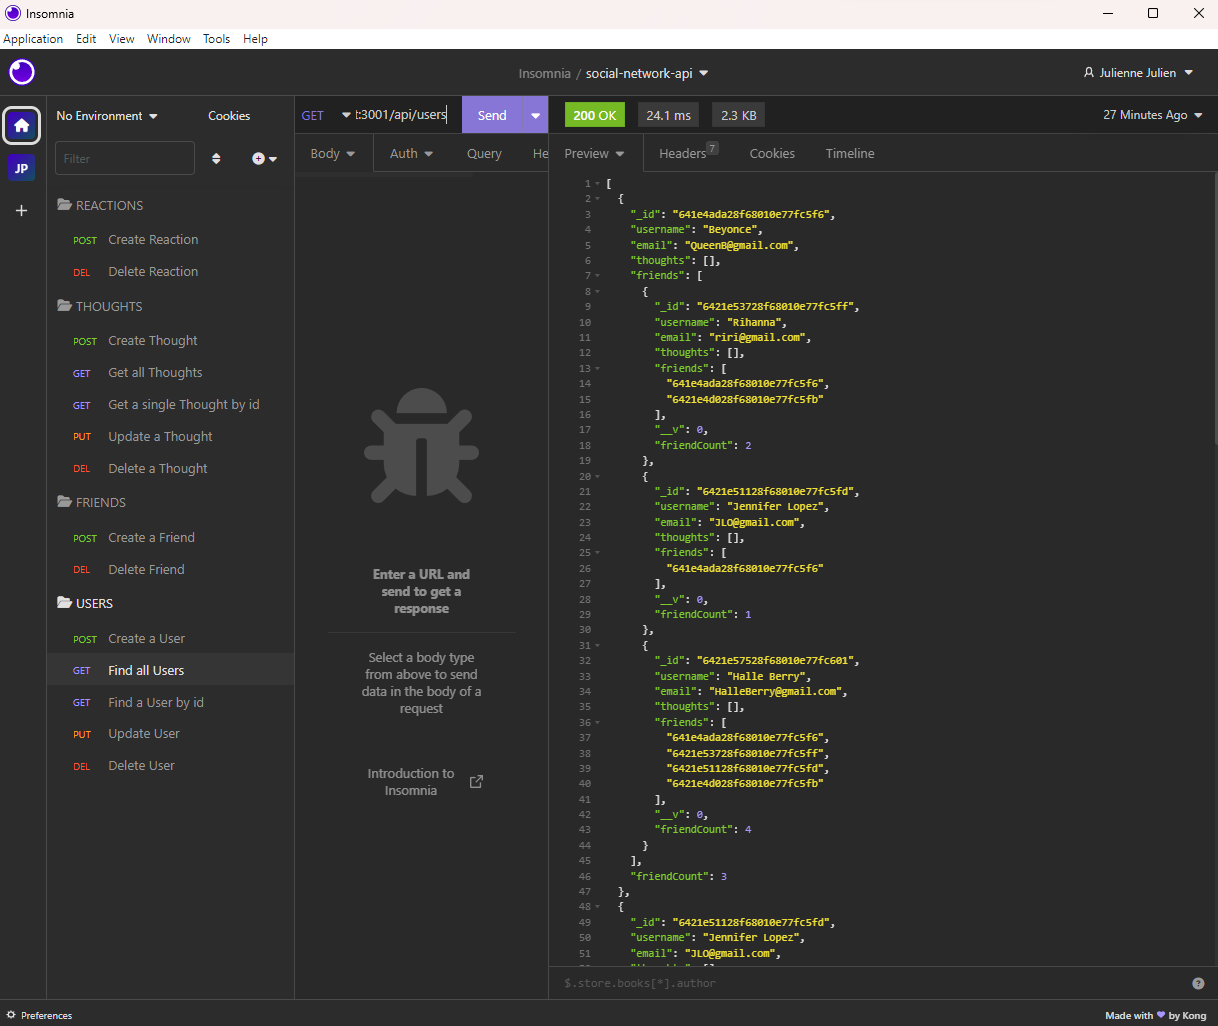 Insomnia
Application Edit View Window Tools Help
Insomnia / social-network-api
Julienne Julien
No Environment
Cookies
GET
t:3001/api/users
Send
200 OK
24.1 ms
2.3 KB
27 Minutes Ago
JP
Filter
Body
Auth
Query
He
Preview
Headers 7
Cookies
Timeline
REACTIONS
POST Create Reaction
DEL Delete Reaction
THOUGHTS
POST Create Thought
GET Get all Thoughts
GET Get a single Thought by id
PUT Update a Thought
DEL Delete a Thought
FRIENDS
POST Create a Friend
DEL Delete Friend
USERS
POST Create a User
GET Find all Users
GET Find a User by id
PUT Update User
DEL Delete User
Enter a URL and
send to get a
response
Select a body type
from above to send
data in the body of a
request
Introduction to
Insomnia
1 [
2 {
3 "_id": "641e4ada28f68010e77fc5f6",
4 "username": "Beyonce",
5 "email": "QueenB@gmail.com",
6 "thoughts": [],
7 "friends": [
8 {
9 "_id": "6421e53728f68010e77fc5ff",
10 "username": "Rihanna",
11 "email": "riri@gmail.com",
12 "thoughts": [],
13 "friends": [
14 "641e4ada28f68010e77fc5f6",
15 "6421e4d028f68010e77fc5fb"
16 ],
17 "__v": 0,
18 "friendCount": 2
19 },
20 {
21 "_id": "6421e51128f68010e77fc5fd",
22 "username": "Jennifer Lopez",
23 "email": "JLO@gmail.com",
24 "thoughts": [],
25 "friends": [
26 "641e4ada28f68010e77fc5f6"
27 ],
28 "__v": 0,
29 "friendCount": 1
30 },
31 {
32 "_id": "6421e57528f68010e77fc601",
33 "username": "Halle Berry",
34 "email": "HalleBerry@gmail.com",
35 "thoughts": [],
36 "friends": [
37 "641e4ada28f68010e77fc5f6",
38 "6421e53728f68010e77fc5ff",
39 "6421e51128f68010e77fc5fd",
40 "6421e4d028f68010e77fc5fb"
41 ],
42 "__v": 0,
43 "friendCount": 4
44 }
45 ],
46 "friendCount": 3
47 },
48 {
49 "_id": "6421e51128f68010e77fc5fd",
50 "username": "Jennifer Lopez",
51 "email": "JLO@gmail.com",
$.store.books[*].author
?
Preferences
Made with 💜 by Kong